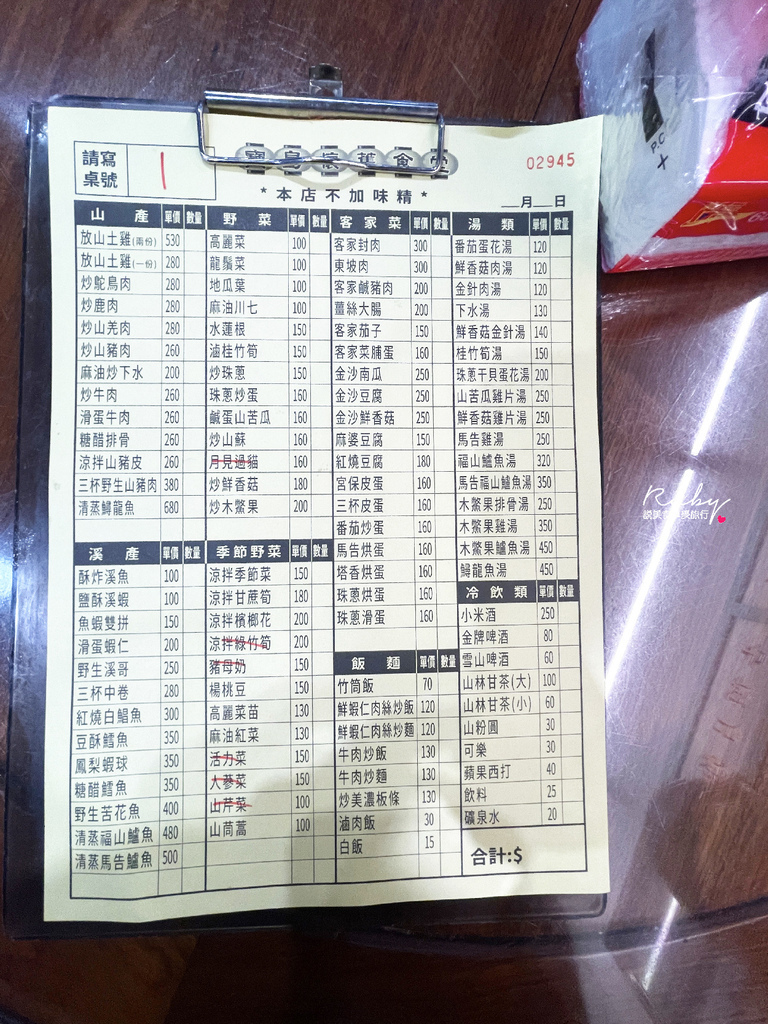 請寫
桌號
1
食堂
02945
*本店不加味精*
__月__日
山產 單價 數量
放山土雞(兩份) 530
放山土雞(一份) 280
炒鴕鳥肉 280
炒鹿肉 280
炒山羌肉 280
炒山豬肉 260
麻油炒下水 200
炒牛肉 260
滑蛋牛肉 260
糖醋排骨 260
涼拌山豬皮 260
三杯野生山豬肉 380
清蒸鱘龍魚 680
溪產 單價 數量
酥炸溪魚 100
鹽酥溪蝦 100
魚蝦雙拼 150
滑蛋蝦仁 200
野生溪哥 250
三杯中卷 280
紅燒白鯧魚 300
豆酥鱈魚 350
鳳梨蝦球 350
糖醋鱈魚 350
野生苦花魚 400
清蒸福山鱸魚 480
清蒸馬告鱸魚 500
野菜 單價 數量
高麗菜 100
龍鬚菜 100
地瓜葉 100
麻油川七 100
水蓮根 150
滷桂竹筍 150
炒珠蔥 150
珠蔥炒蛋 160
鹹蛋山苦瓜 160
炒山蘇 160
月見過貓 160
炒鮮香菇 180
炒木鱉果 200
季節野菜 單價 數量
涼拌季節菜 150
涼拌甘蔗筍 180
涼拌檳榔花 200
涼拌綠竹筍 200
豬母奶 150
楊桃豆 150
高麗菜苗 130
麻油紅菜 130
活力菜 150
人蔘菜 150
山芹菜 100
山茼蒿 100
客家菜 單價 數量
客家封肉 300
東坡肉 300
客家鹹豬肉 200
薑絲大腸 200
客家茄子 150
客家菜脯蛋 160
金沙南瓜 250
金沙豆腐 250
金沙鮮香菇 250
麻婆豆腐 150
紅燒豆腐 180
宮保皮蛋 160
三杯皮蛋 160
番茄炒蛋 160
馬告烘蛋 160
塔香烘蛋 160
珠蔥烘蛋 160
珠蔥滑蛋 160
飯麵 單價 數量
竹筒飯 70
鮮蝦仁肉絲炒飯 120
鮮蝦仁肉絲炒麵 120
牛肉炒飯 130
牛肉炒麵 130
炒美濃板條 130
滷肉飯 30
白飯 15
湯類 單價 數量
番茄蛋花湯 120
鮮香菇肉湯 120
金針肉湯 120
下水湯 130
鮮香菇金針湯 140
桂竹筍湯 150
珠蔥干貝蛋花湯 200
山苦瓜雞片湯 250
鮮香菇雞片湯 250
馬告雞湯 250
福山鱸魚湯 320
馬告福山鱸魚湯 350
木鱉果排骨湯 250
木鱉果雞湯 350
木鱉果鱸魚湯 450
鱘龍魚湯 450
冷飲類 單價 數量
小米酒 250
金牌啤酒 80
雪山啤酒 60
山林甘茶(大) 100
山林甘茶(小) 60
山粉圓 30
可樂 30
蘋果西打 40
飲料 25
礦泉水 20
合計:$
P.C
Ruby